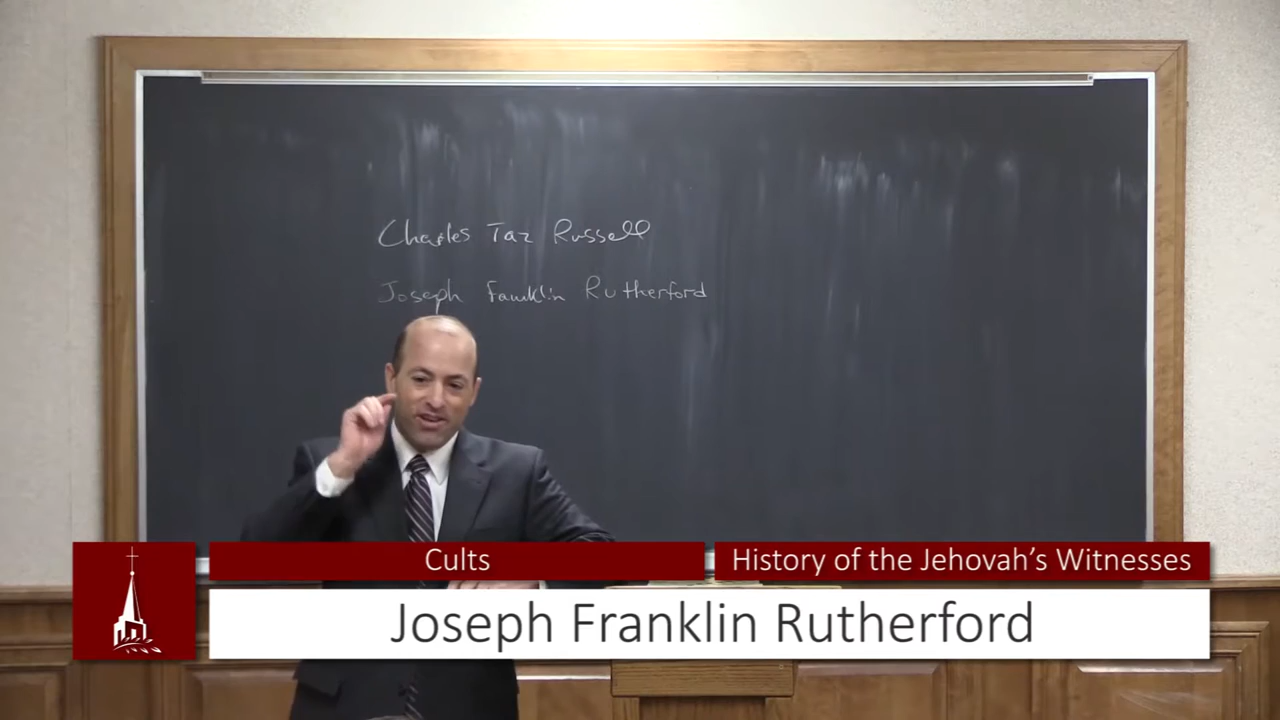 Charles Taz Russell
Joseph Franklin Rutherford
Cults
History of the Jehovah's Witnesses
Joseph Franklin Rutherford